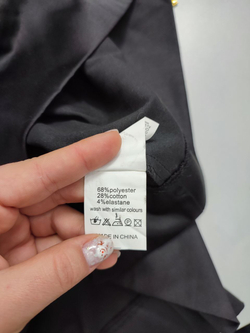 68%polyester
28%cotton
4%elastane
wash with similar colours
MADE IN CHINA